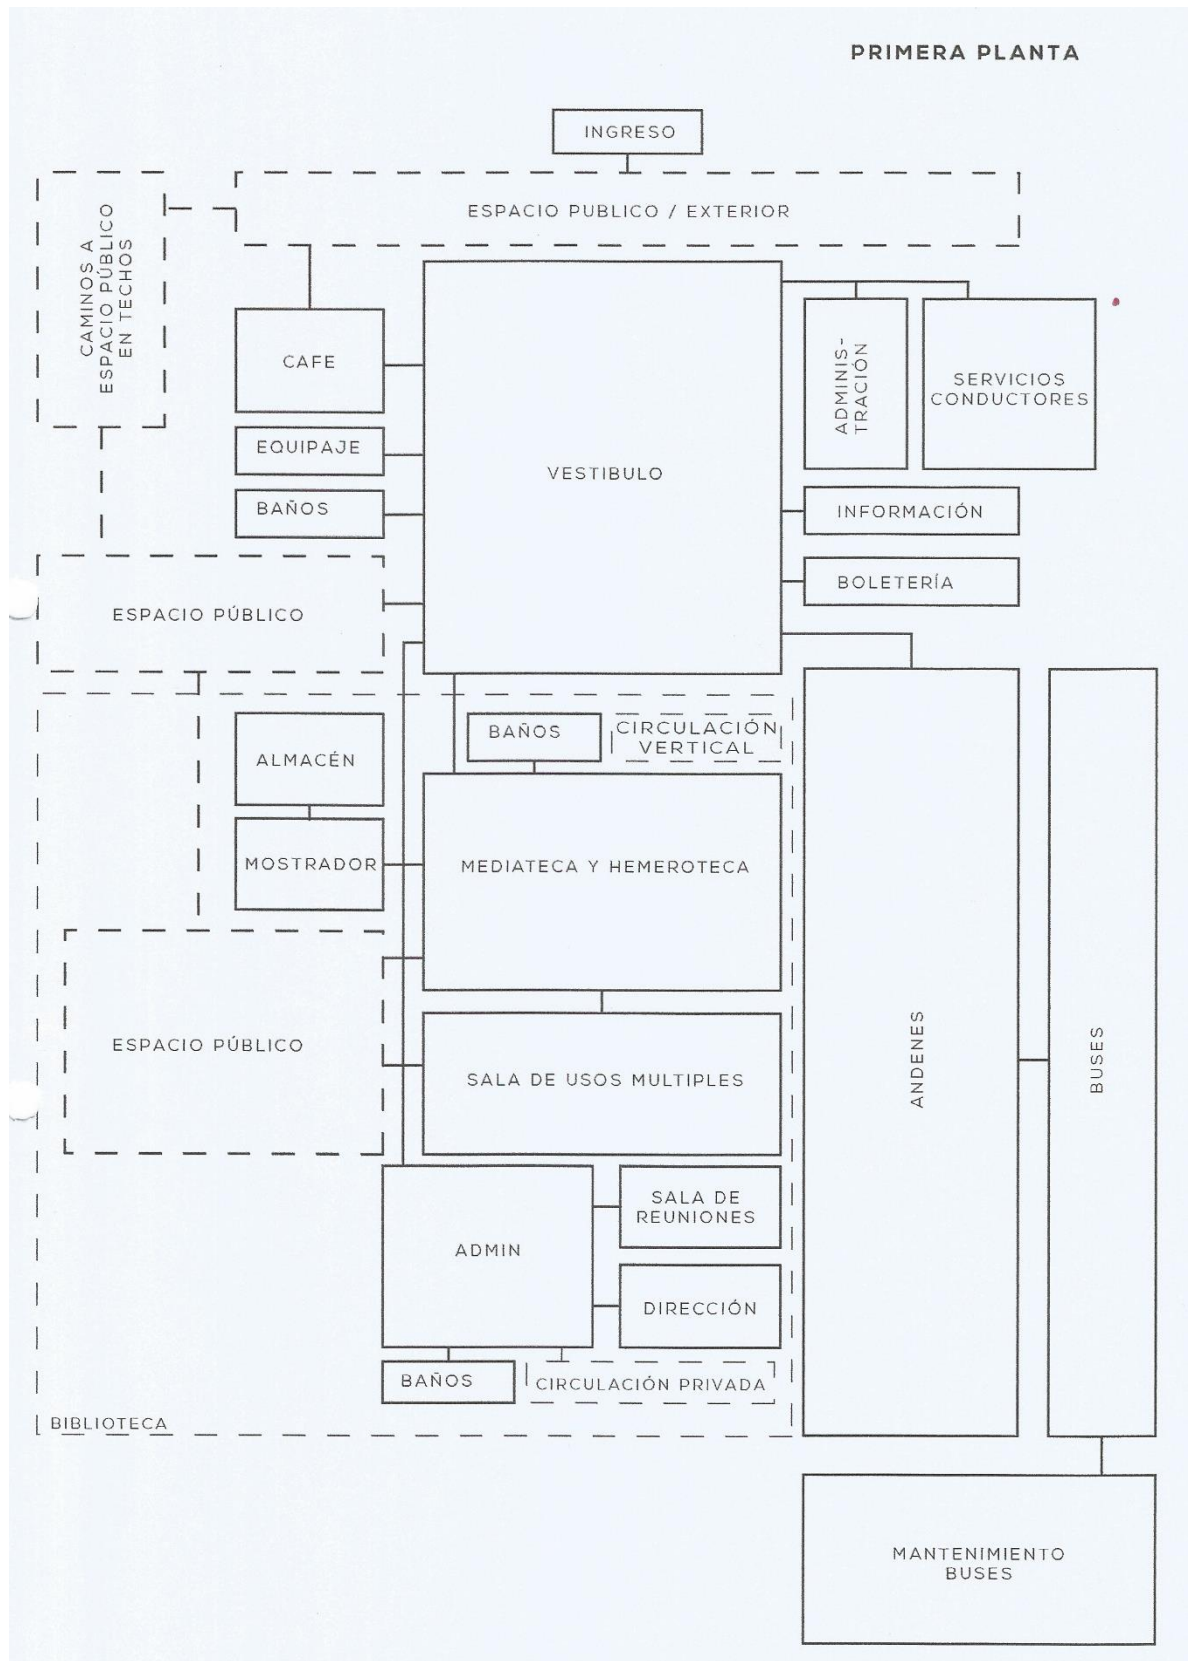 PRIMERA PLANTA
INGRESO
ESPACIO PUBLICO / EXTERIOR
CAMINOS A
ESPACIO PÚBLICO
EN TECHOS
CAFE
EQUIPAJE
BAÑOS
VESTIBULO
ADMINIS-
TRACIÓN
SERVICIOS
CONDUCTORES
INFORMACIÓN
BOLETERÍA
ESPACIO PÚBLICO
ALMACÉN
MOSTRADOR
BAÑOS
CIRCULACIÓN
VERTICAL
MEDIATECA Y HEMEROTECA
ESPACIO PÚBLICO
SALA DE USOS MULTIPLES
ANDENES
BUSES
ADMIN
SALA DE
REUNIONES
DIRECCIÓN
BAÑOS
CIRCULACIÓN PRIVADA
BIBLIOTECA
MANTENIMIENTO
BUSES